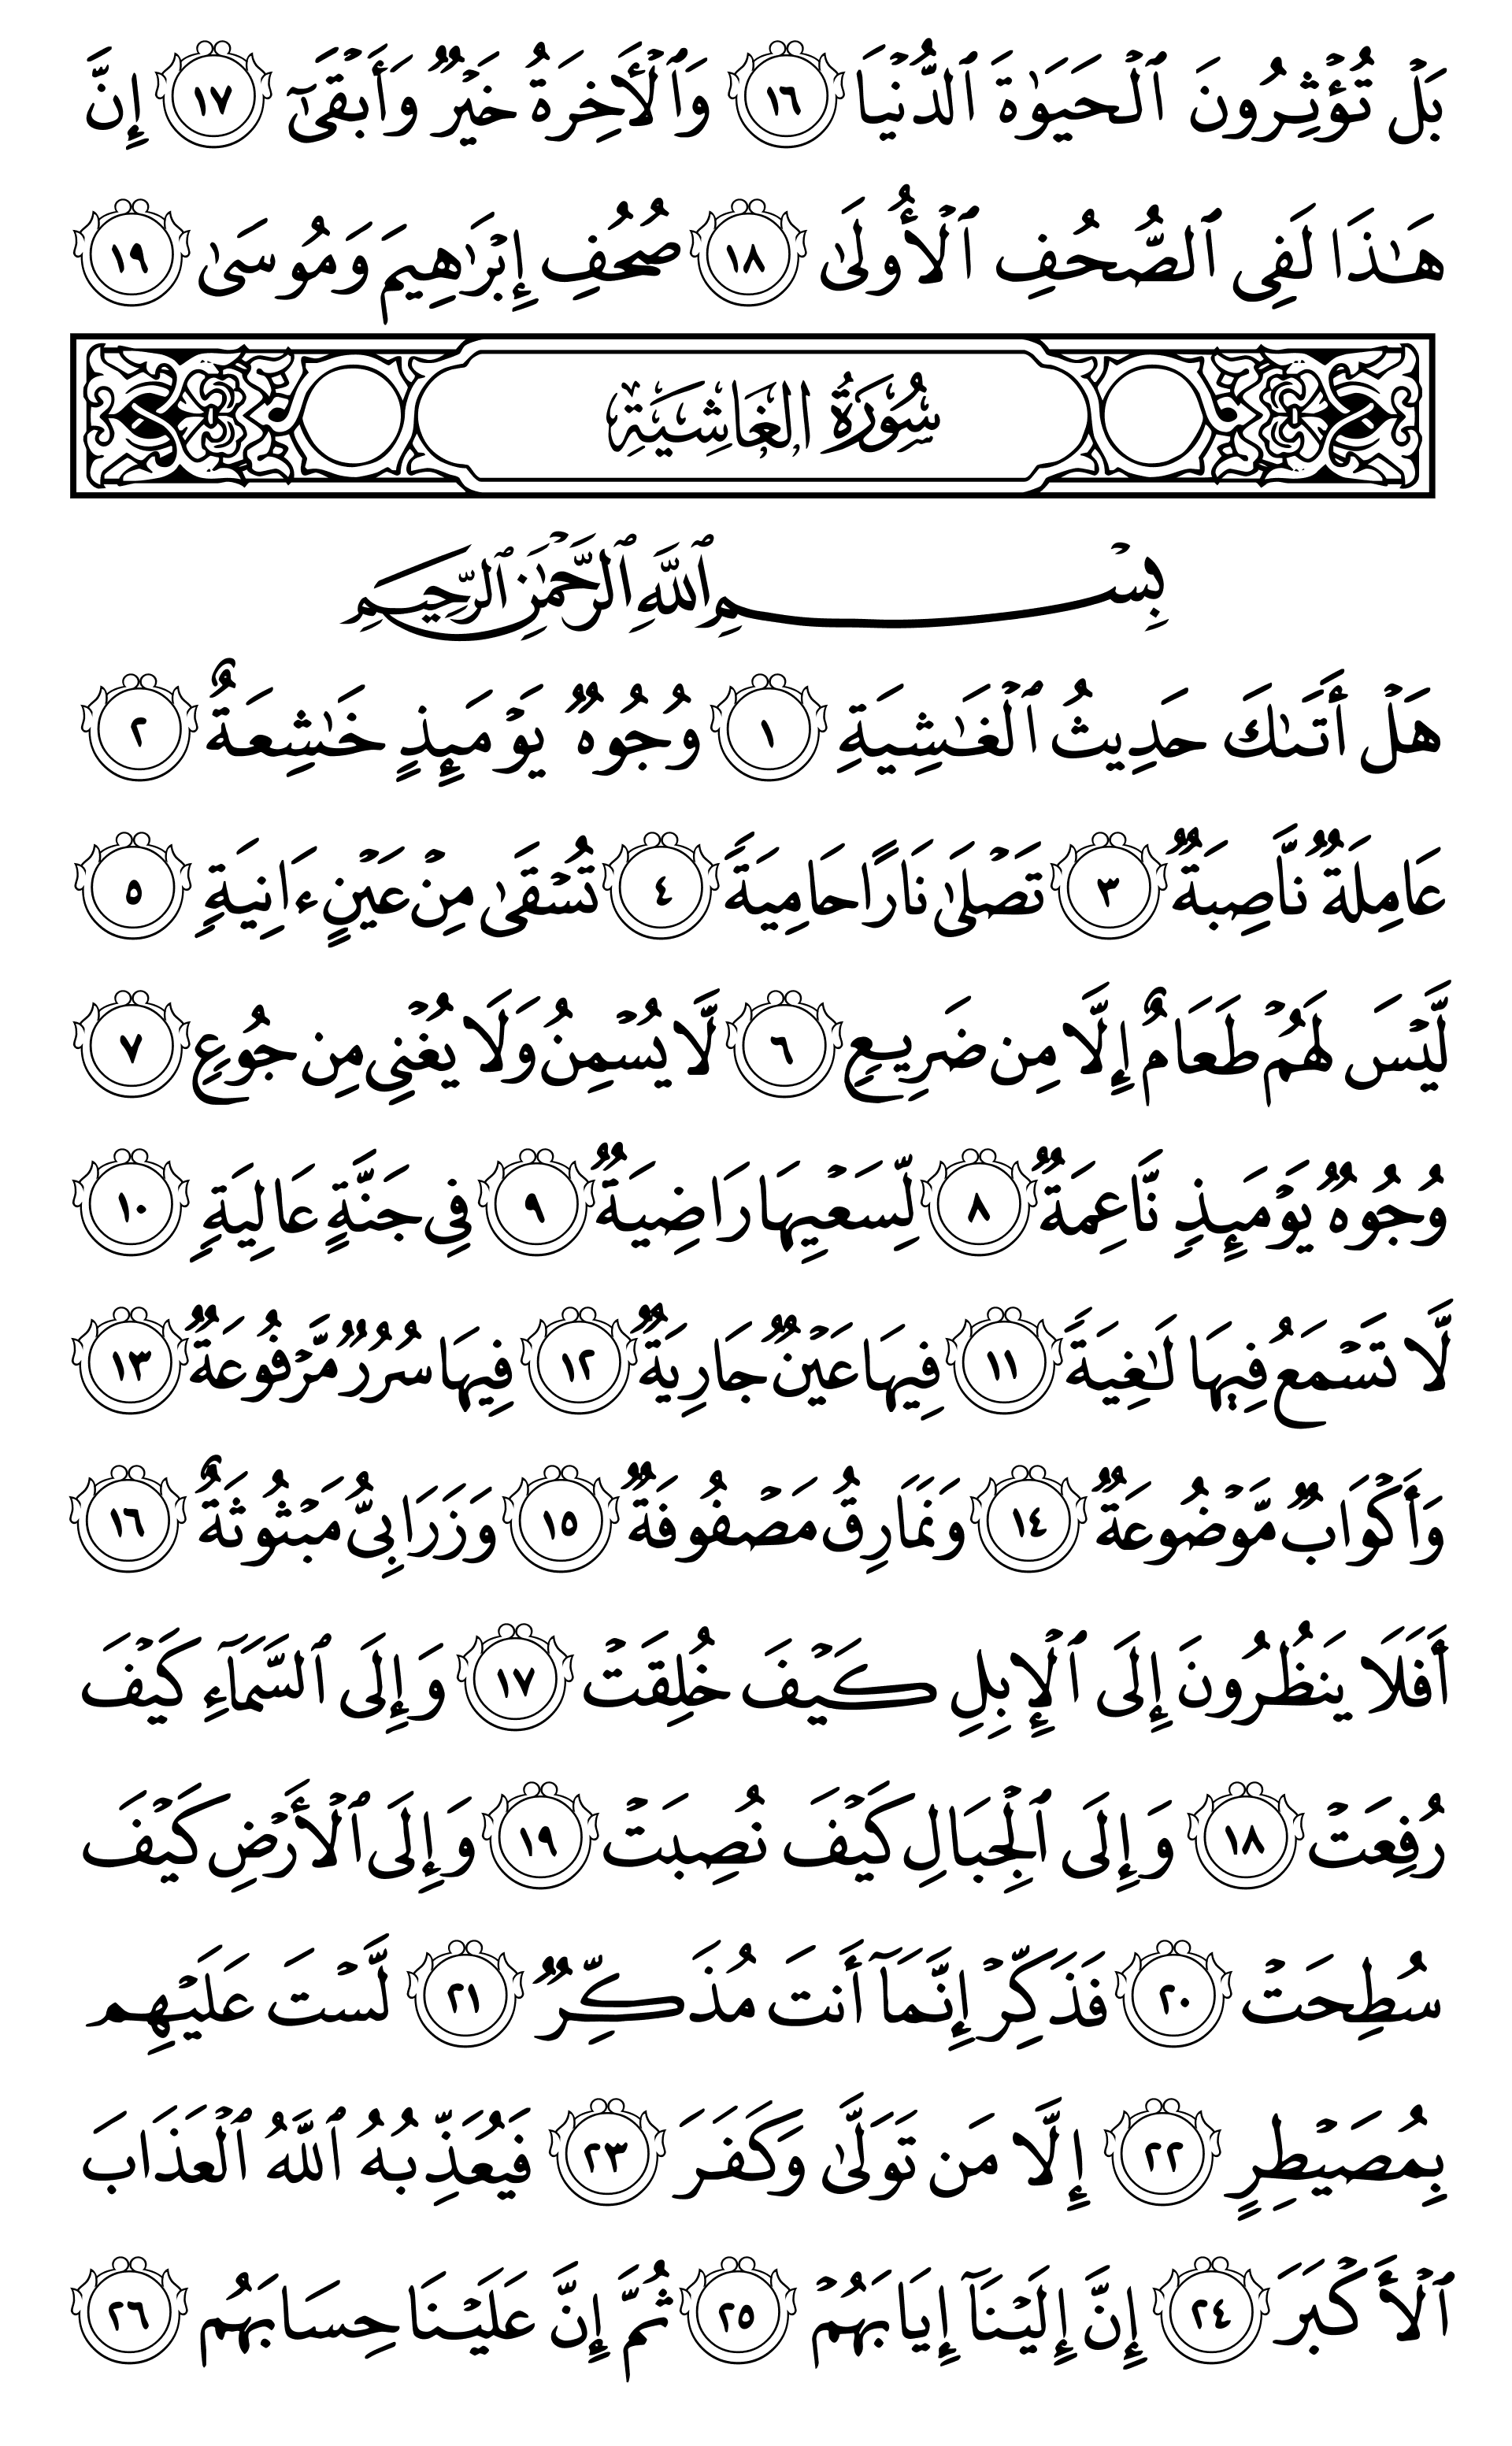 بَلۡ تُؤۡثِرُونَ ٱلۡحَيَوٰةَ ٱلدُّنۡيَا ١٦ وَٱلۡأٓخِرَةُ خَيۡرٞ وَأَبۡقَىٰٓ ١٧ إِنَّ
هَٰذَا لَفِي ٱلصُّحُفِ ٱلۡأُولَىٰ ١٨ صُحُفِ إِبۡرَٰهِيمَ وَمُوسَىٰ ١٩
سُورَةُ الغَاشِيَةِ
بِسۡمِ ٱللَّهِ ٱلرَّحۡمَٰنِ ٱلرَّحِيمِ
هَلۡ أَتَىٰكَ حَدِيثُ ٱلۡغَٰشِيَةِ ١ وُجُوهٞ يَوۡمَئِذٍ خَٰشِعَةٌ ٢
عَامِلَةٞ نَّاصِبَةٞ ٣ تَصۡلَىٰ نَارًا حَامِيَةٗ ٤ تُسۡقَىٰ مِنۡ عَيۡنٍ ءَانِيَةٖ ٥
لَّيۡسَ لَهُمۡ طَعَامٌ إِلَّا مِن ضَرِيعٖ ٦ لَّا يُسۡمِنُ وَلَا يُغۡنِي مِن جُوعٖ ٧
وُجُوهٞ يَوۡمَئِذٖ نَّاعِمَةٞ ٨ لِّسَعۡيِهَا رَاضِيَةٞ ٩ فِي جَنَّةٍ عَالِيَةٖ ١٠
لَّا تَسۡمَعُ فِيهَا لَٰغِيَةٗ ١١ فِيهَا عَيۡنٞ جَارِيَةٞ ١٢ فِيهَا سُرُرٞ مَّرۡفُوعَةٞ ١٣
وَأَكۡوَابٞ مَّوۡضُوعَةٞ ١٤ وَنَمَارِقُ مَصۡفُوفَةٞ ١٥ وَزَرَابِيُّ مَبۡثُوثَةٌ ١٦
أَفَلَا يَنظُرُونَ إِلَى ٱلۡإِبِلِ كَيۡفَ خُلِقَتۡ ١٧ وَإِلَى ٱلسَّمَآءِ كَيۡفَ
رُفِعَتۡ ١٨ وَإِلَى ٱلۡجِبَالِ كَيۡفَ نُصِبَتۡ ١٩ وَإِلَى ٱلۡأَرۡضِ كَيۡفَ
سُطِحَتۡ ٢٠ فَذَكِّرۡ إِنَّمَآ أَنتَ مُذَكِّرٞ ٢١ لَّسۡتَ عَلَيۡهِم
بِمُصَيۡطِرٍ ٢٢ إِلَّا مَن تَوَلَّىٰ وَكَفَرَ ٢٣ فَيُعَذِّبُهُ ٱللَّهُ ٱلۡعَذَابَ
ٱلۡأَكۡبَرَ ٢٤ إِنَّ إِلَيۡنَآ إِيَابَهُمۡ ٢٥ ثُمَّ إِنَّ عَلَيۡنَا حِسَابَهُم ٢٦